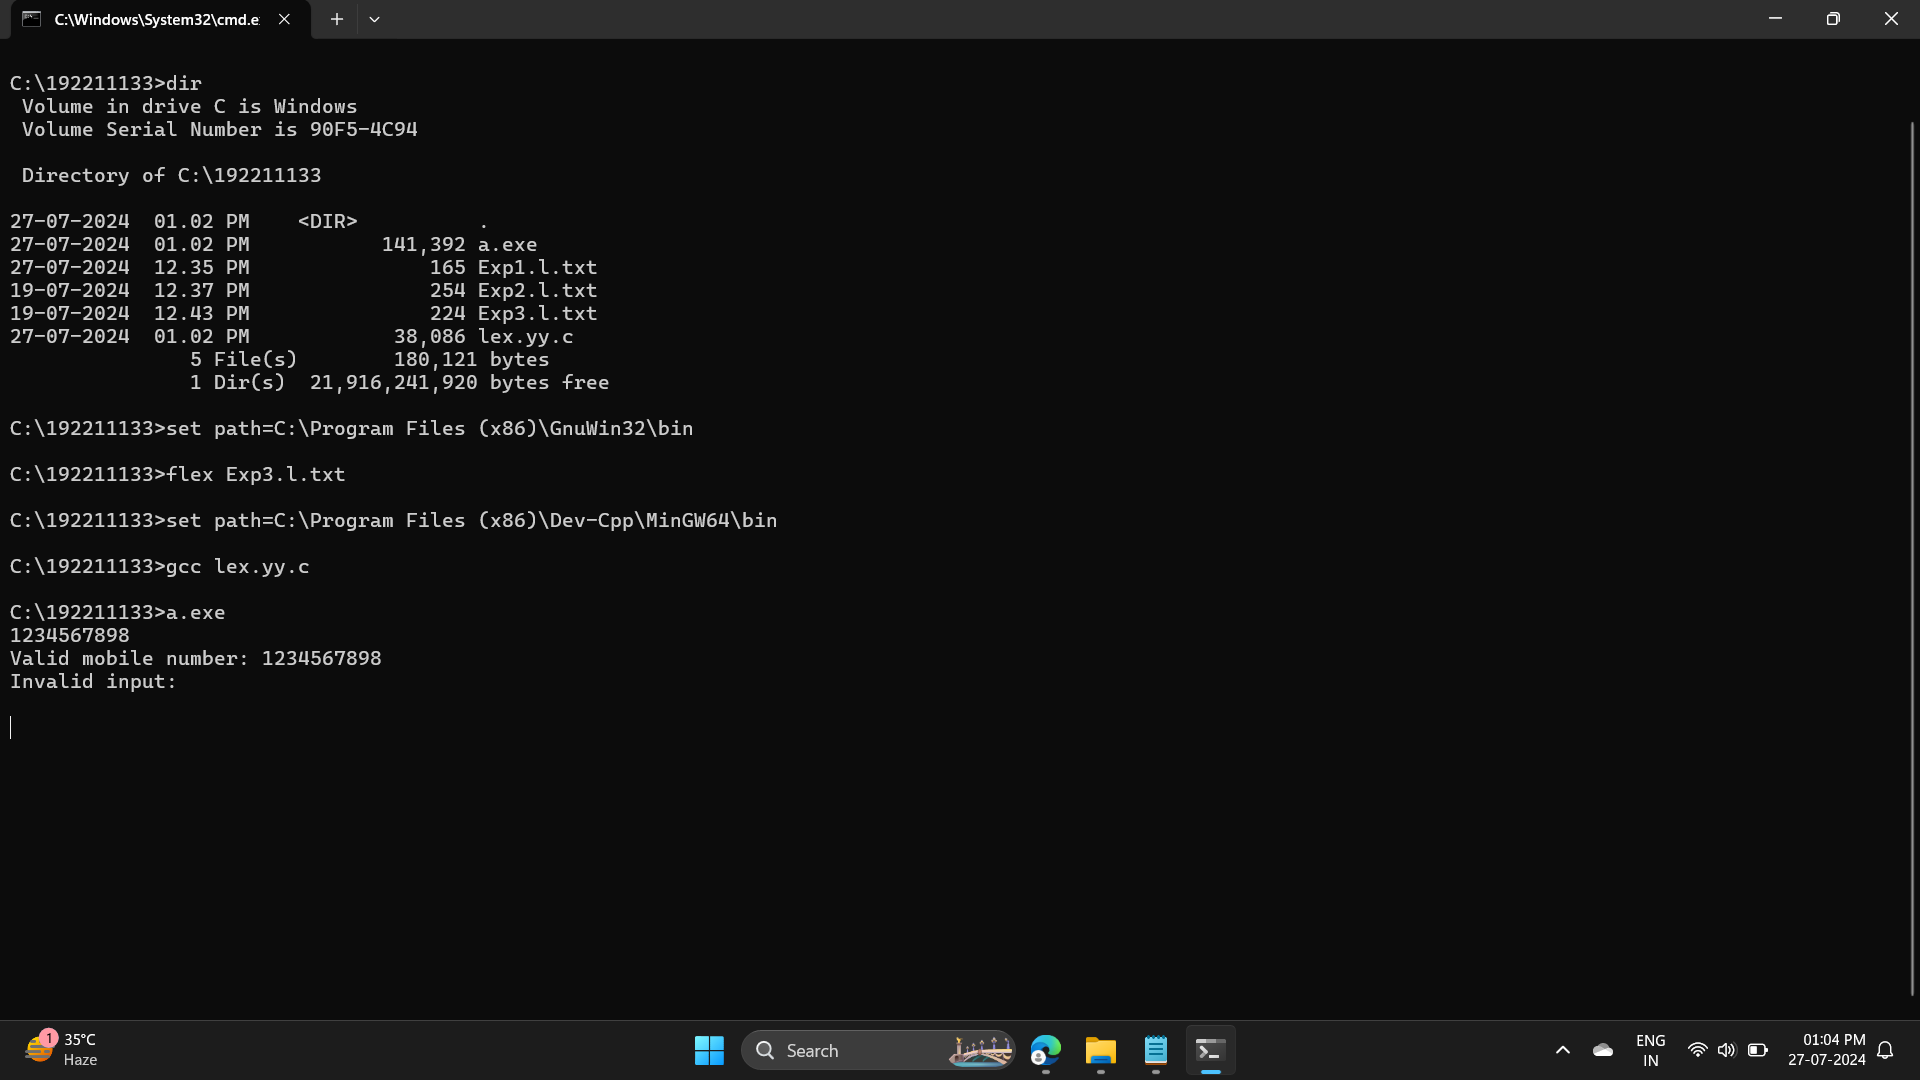 C:\Windows\System32\cmd.e
C:\192211133>dir
 Volume in drive C is Windows
 Volume Serial Number is 90F5-4C94
 Directory of C:\192211133
27-07-2024  01.02 PM    <DIR>          .
27-07-2024  01.02 PM           141,392 a.exe
27-07-2024  12.35 PM               165 Exp1.l.txt
19-07-2024  12.37 PM               254 Exp2.l.txt
19-07-2024  12.43 PM               224 Exp3.l.txt
27-07-2024  01.02 PM            38,086 lex.yy.c
               5 File(s)        180,121 bytes
               1 Dir(s)  21,916,241,920 bytes free
C:\192211133>set path=C:\Program Files (x86)\GnuWin32\bin
C:\192211133>flex Exp3.l.txt
C:\192211133>set path=C:\Program Files (x86)\Dev-Cpp\MinGW64\bin
C:\192211133>gcc lex.yy.c
C:\192211133>a.exe
1234567898
Valid mobile number: 1234567898
Invalid input:
1
35°C
Haze
Search
ENG
IN
01:04 PM
27-07-2024